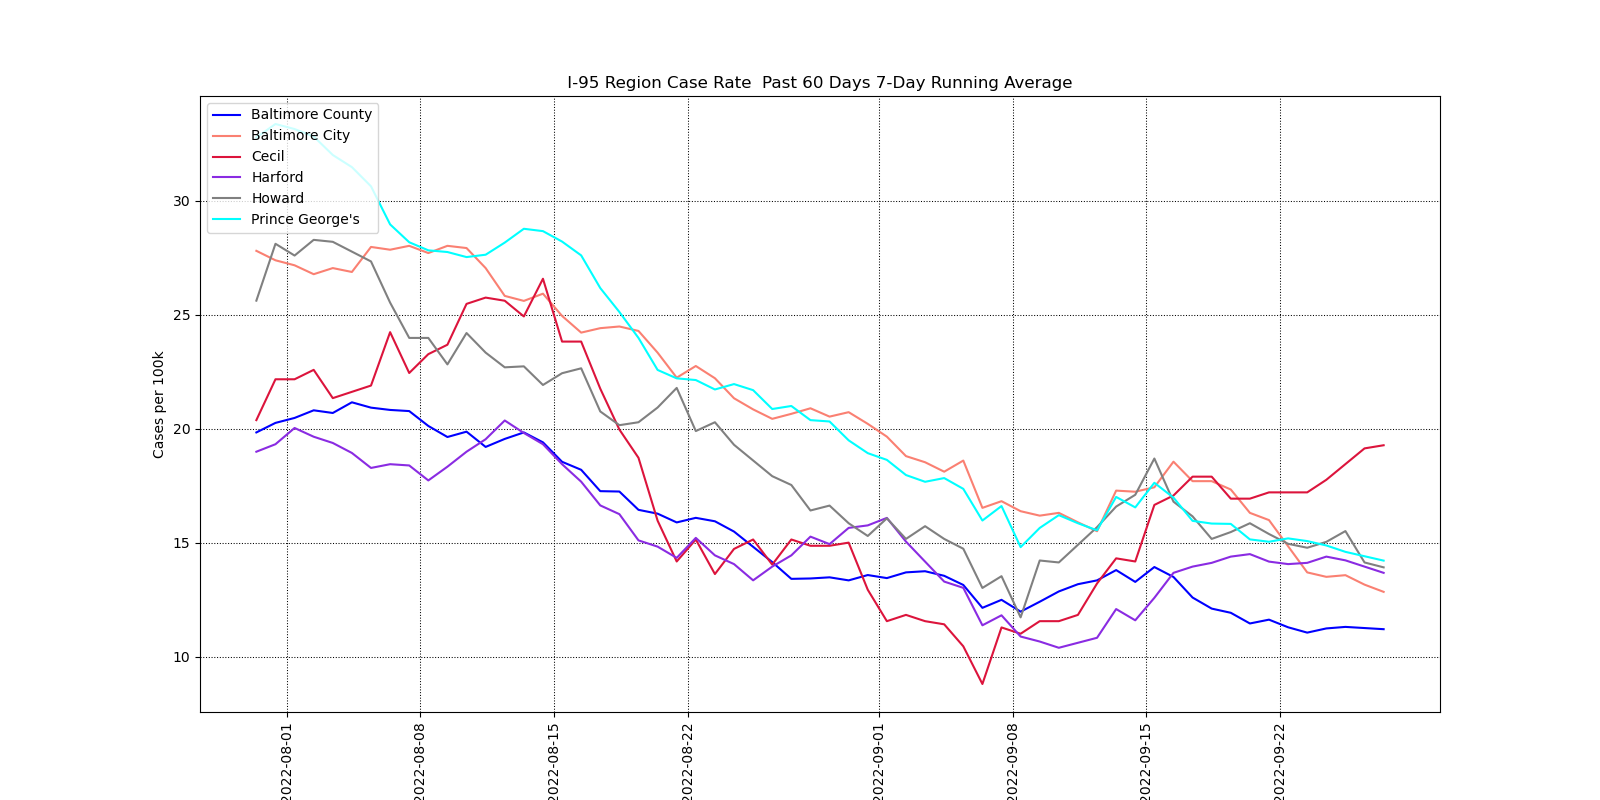 I-95 Region Case Rate  Past 60 Days 7-Day Running Average
Baltimore County
Baltimore City
Cecil
Harford
Howard
Prince George's
Cases per 100k
30
25
20
15
10
2022-08-01
2022-08-08
2022-08-15
2022-08-22
2022-09-01
2022-09-08
2022-09-15
2022-09-22